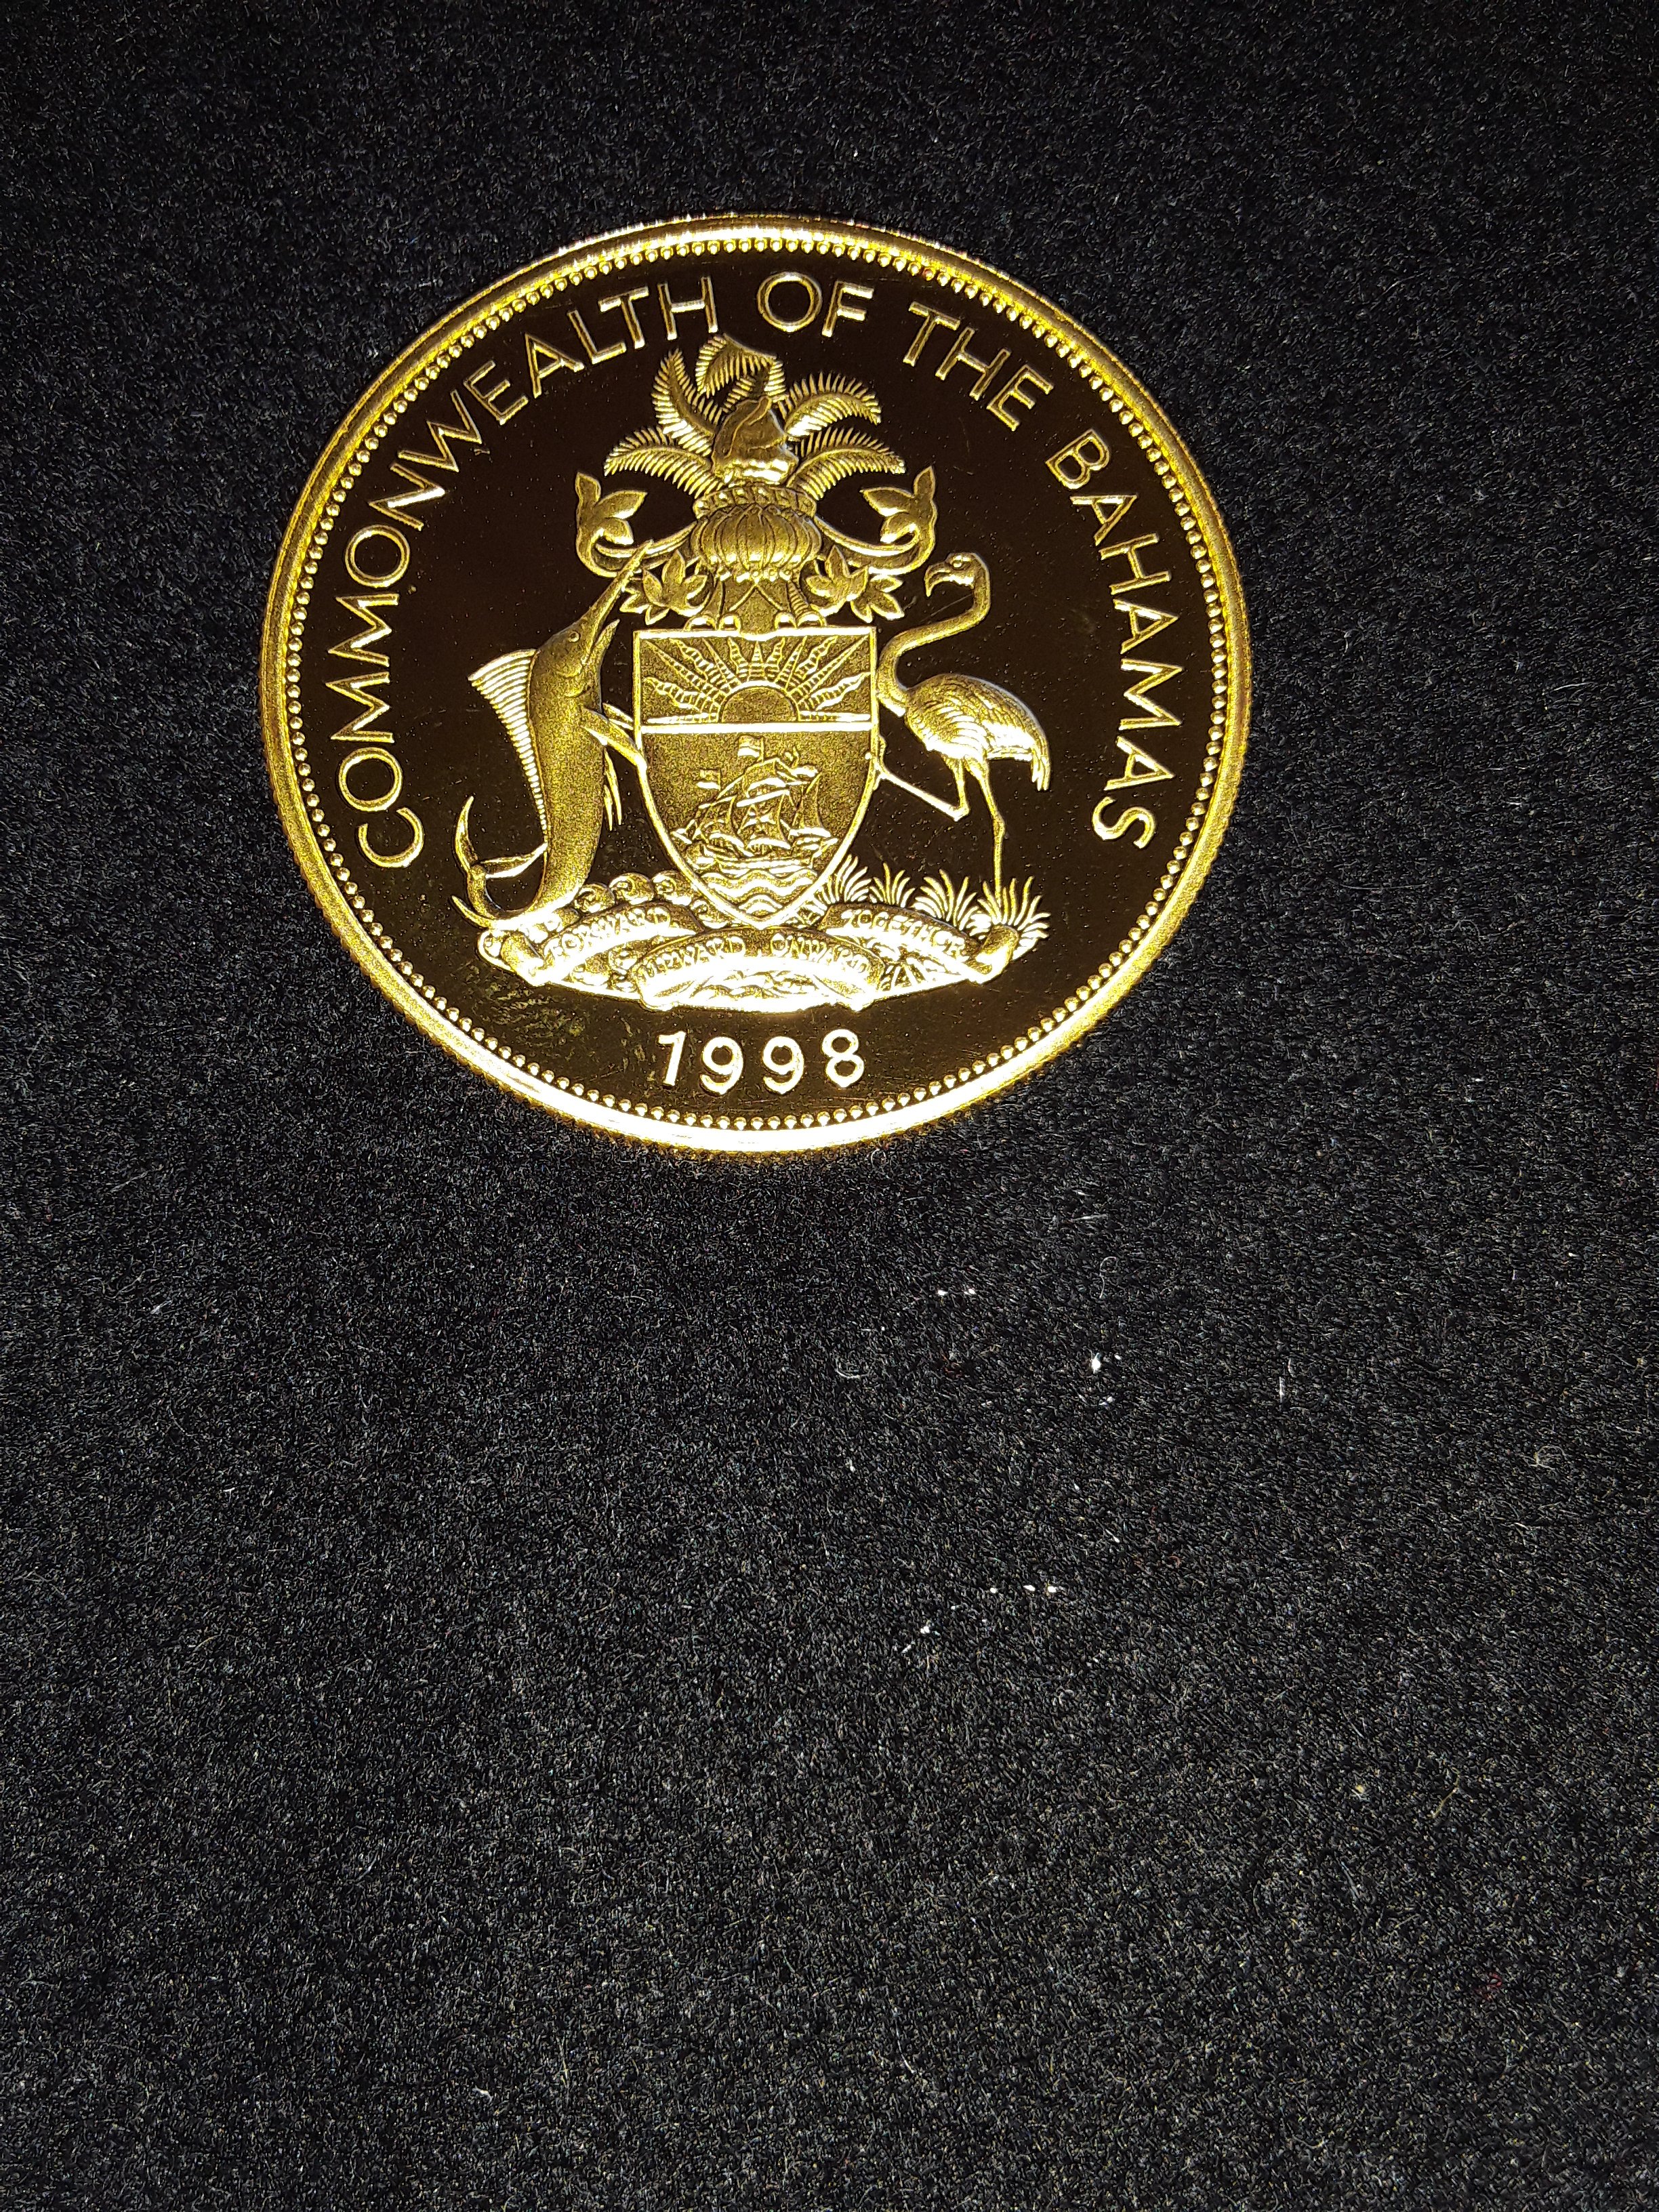 COMMONWEALTH OF THE BAHAMAS
FORWARD UPWARD ONWARD TOGETHER
1998